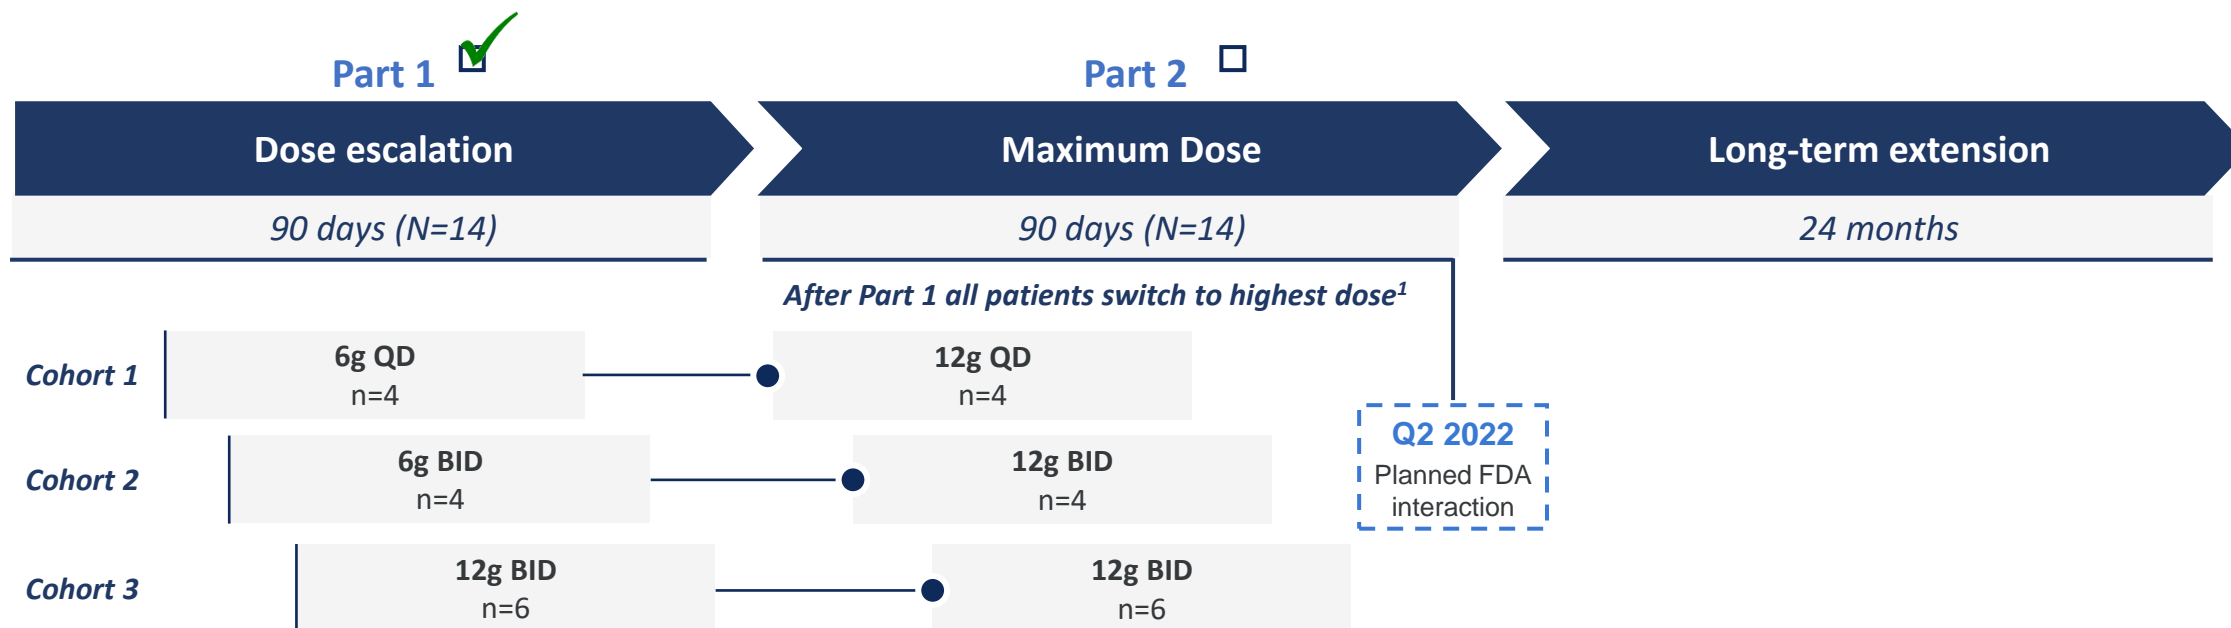 Part 1
Part 2
Dose escalation
Maximum Dose
Long-term extension
90 days (N=14)
90 days (N=14)
24 months
After Part 1 all patients switch to highest dose¹
Cohort 1
6g QD
n=4
12g QD
n=4
Cohort 2
6g BID
n=4
12g BID
n=4
Q2 2022
Planned FDA
interaction
Cohort 3
12g BID
n=6
12g BID
n=6